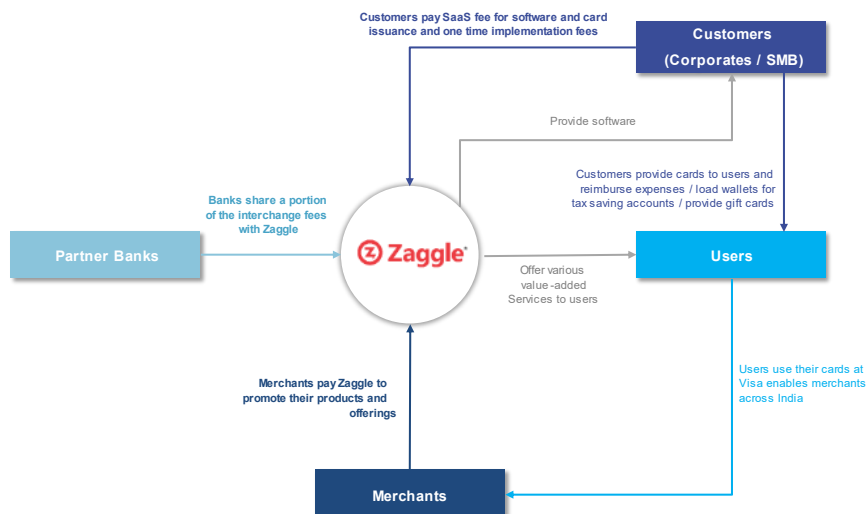 Customers pay SaaS fee for software and card
issuance and one time implementation fees
Customers
(Corporates / SMB)
Provide software
Customers provide cards to users and
reimburse expenses / load wallets for
tax saving accounts / provide gift cards
Banks share a portion
of the interchange fees
with Zaggle
Partner Banks
Zaggle
Users
Offer various
value-added
Services to users
Merchants pay Zaggle to
promote their products and
offerings
Users use their cards at
Visa enables merchants
across India
Merchants